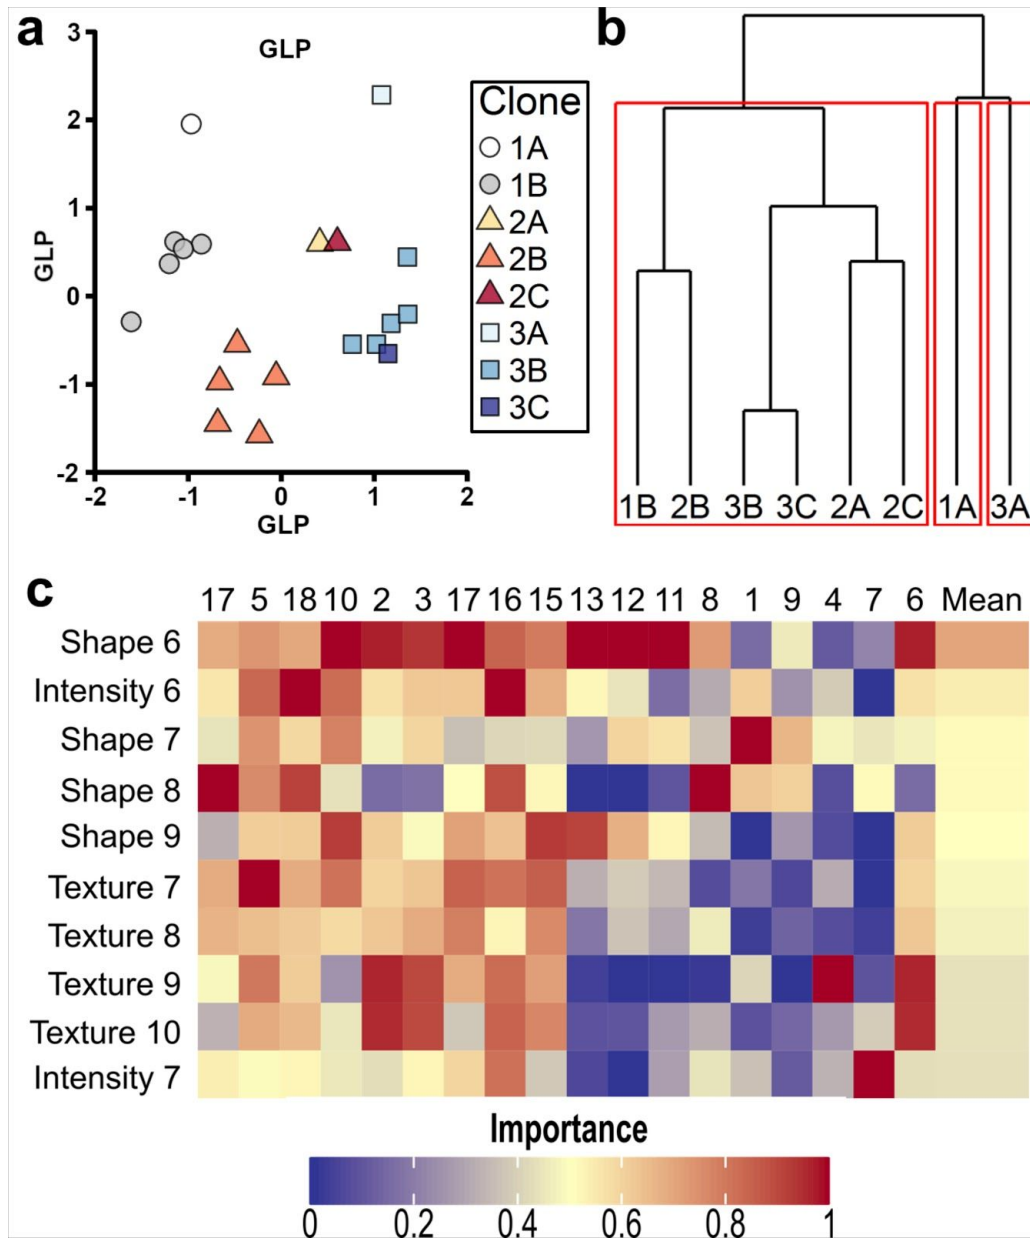 a
GLP
3
2
1
0
-1
-2
GLP
-2 -1 0 1 2
GLP
Clone
1A
1B
2A
2B
2C
3A
3B
3C
b
1B 2B 3B 3C 2A 2C 1A 3A
c
17 5 18 10 2 3 17 16 15 13 12 11 8 1 9 4 7 6 Mean
Shape 6
Intensity 6
Shape 7
Shape 8
Shape 9
Texture 7
Texture 8
Texture 9
Texture 10
Intensity 7
Importance
0 0.2 0.4 0.6 0.8 1